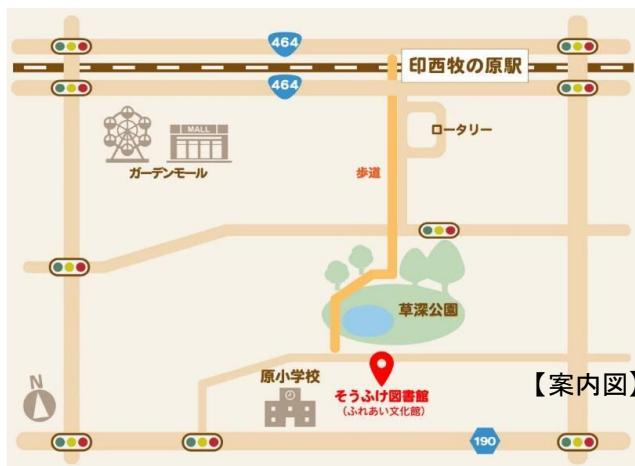 464
印西牧の原駅
464
MALL
ロータリー
ガーデンモール
歩道
草深公園
原小学校
そうふけ図書館
(ふれあい文化館)
【案内図】
N
190